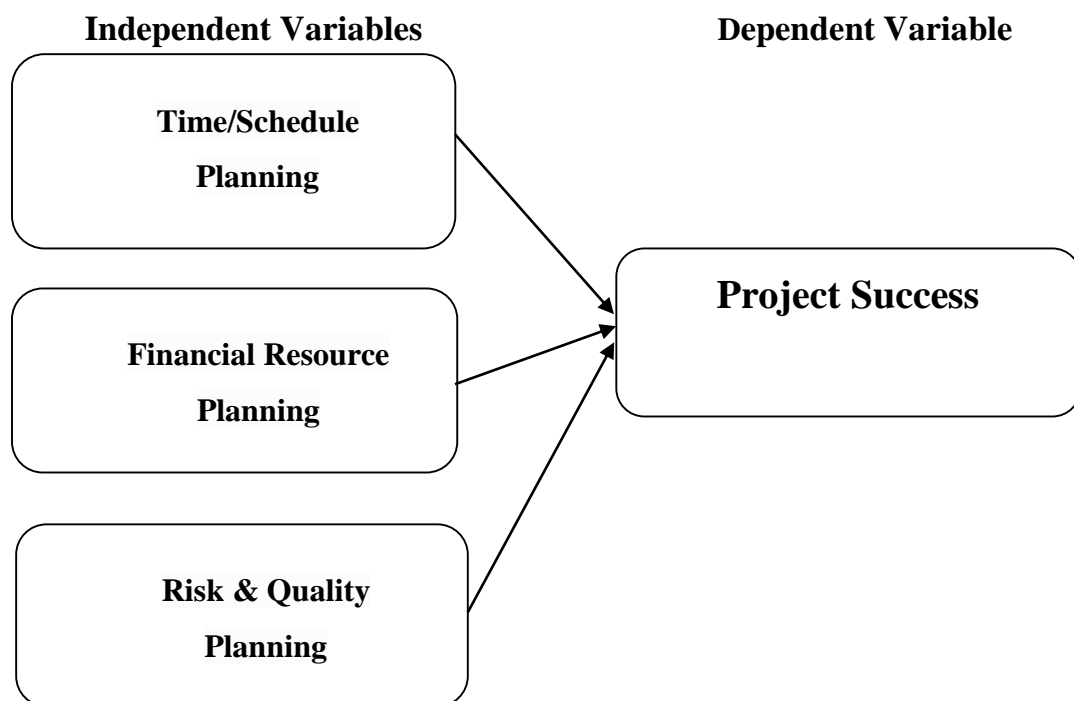 Independent Variables
Dependent Variable
Time/Schedule
Planning
Financial Resource
Planning
Risk & Quality
Planning
Project Success